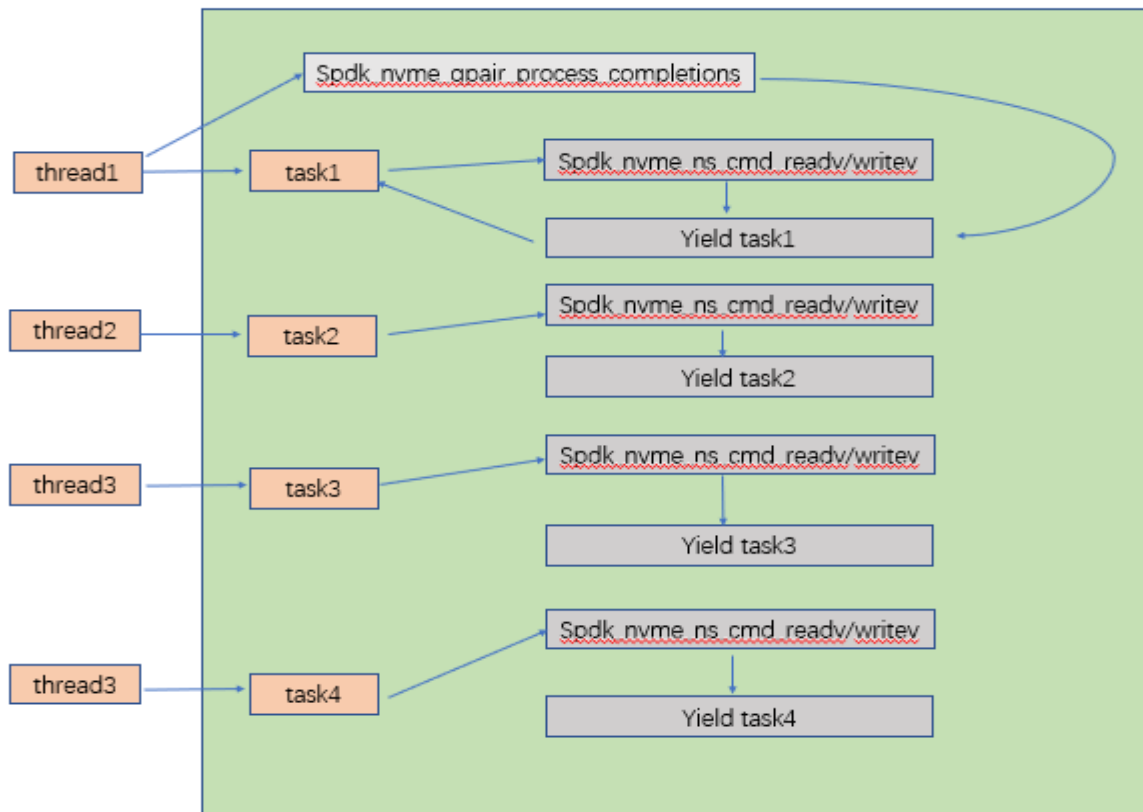 Spdk_nvme_qpair_process_completions
thread1
task1
Spdk_nvme_ns_cmd_readv/writev
Yield task1
thread2
task2
Spdk_nvme_ns_cmd_readv/writev
Yield task2
thread3
task3
Spdk_nvme_ns_cmd_readv/writev
Yield task3
thread3
task4
Spdk_nvme_ns_cmd_readv/writev
Yield task4